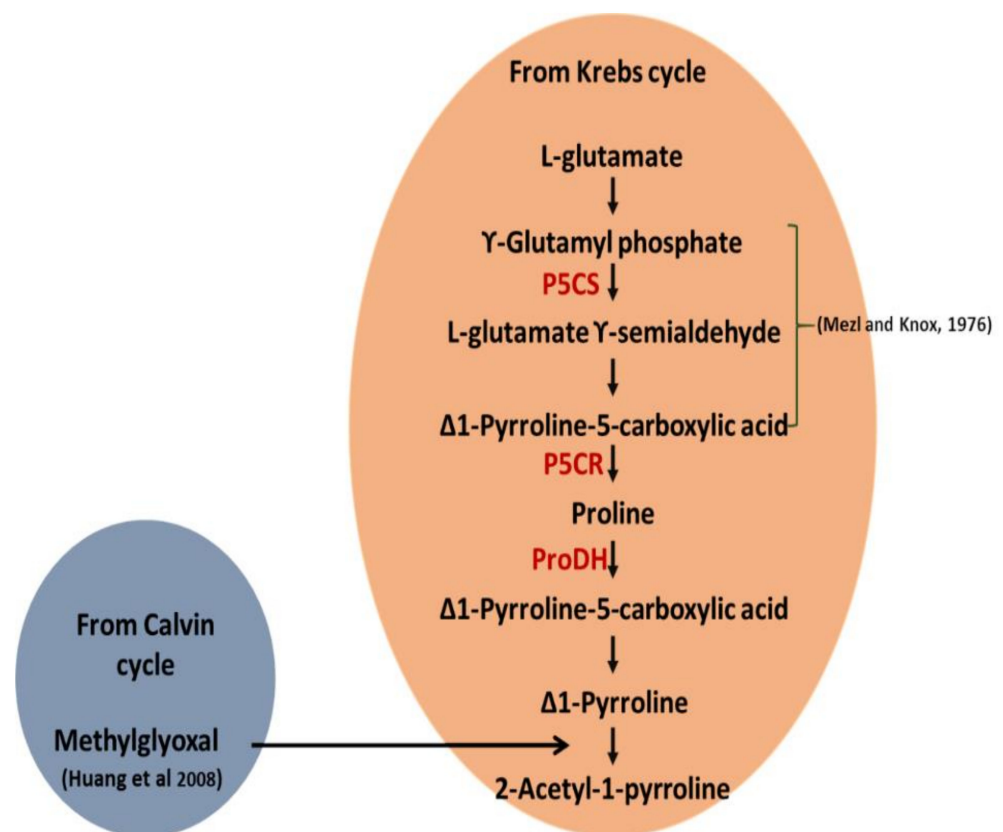 From Krebs cycle
L-glutamate
ϒ-Glutamyl phosphate
P5CS
L-glutamate ϒ-semialdehyde
(Mezl and Knox, 1976)
Δ1-Pyrroline-5-carboxylic acid
P5CR
Proline
ProDH
Δ1-Pyrroline-5-carboxylic acid
Δ1-Pyrroline
2-Acetyl-1-pyrroline
From Calvin
cycle
Methylglyoxal
(Huang et al 2008)